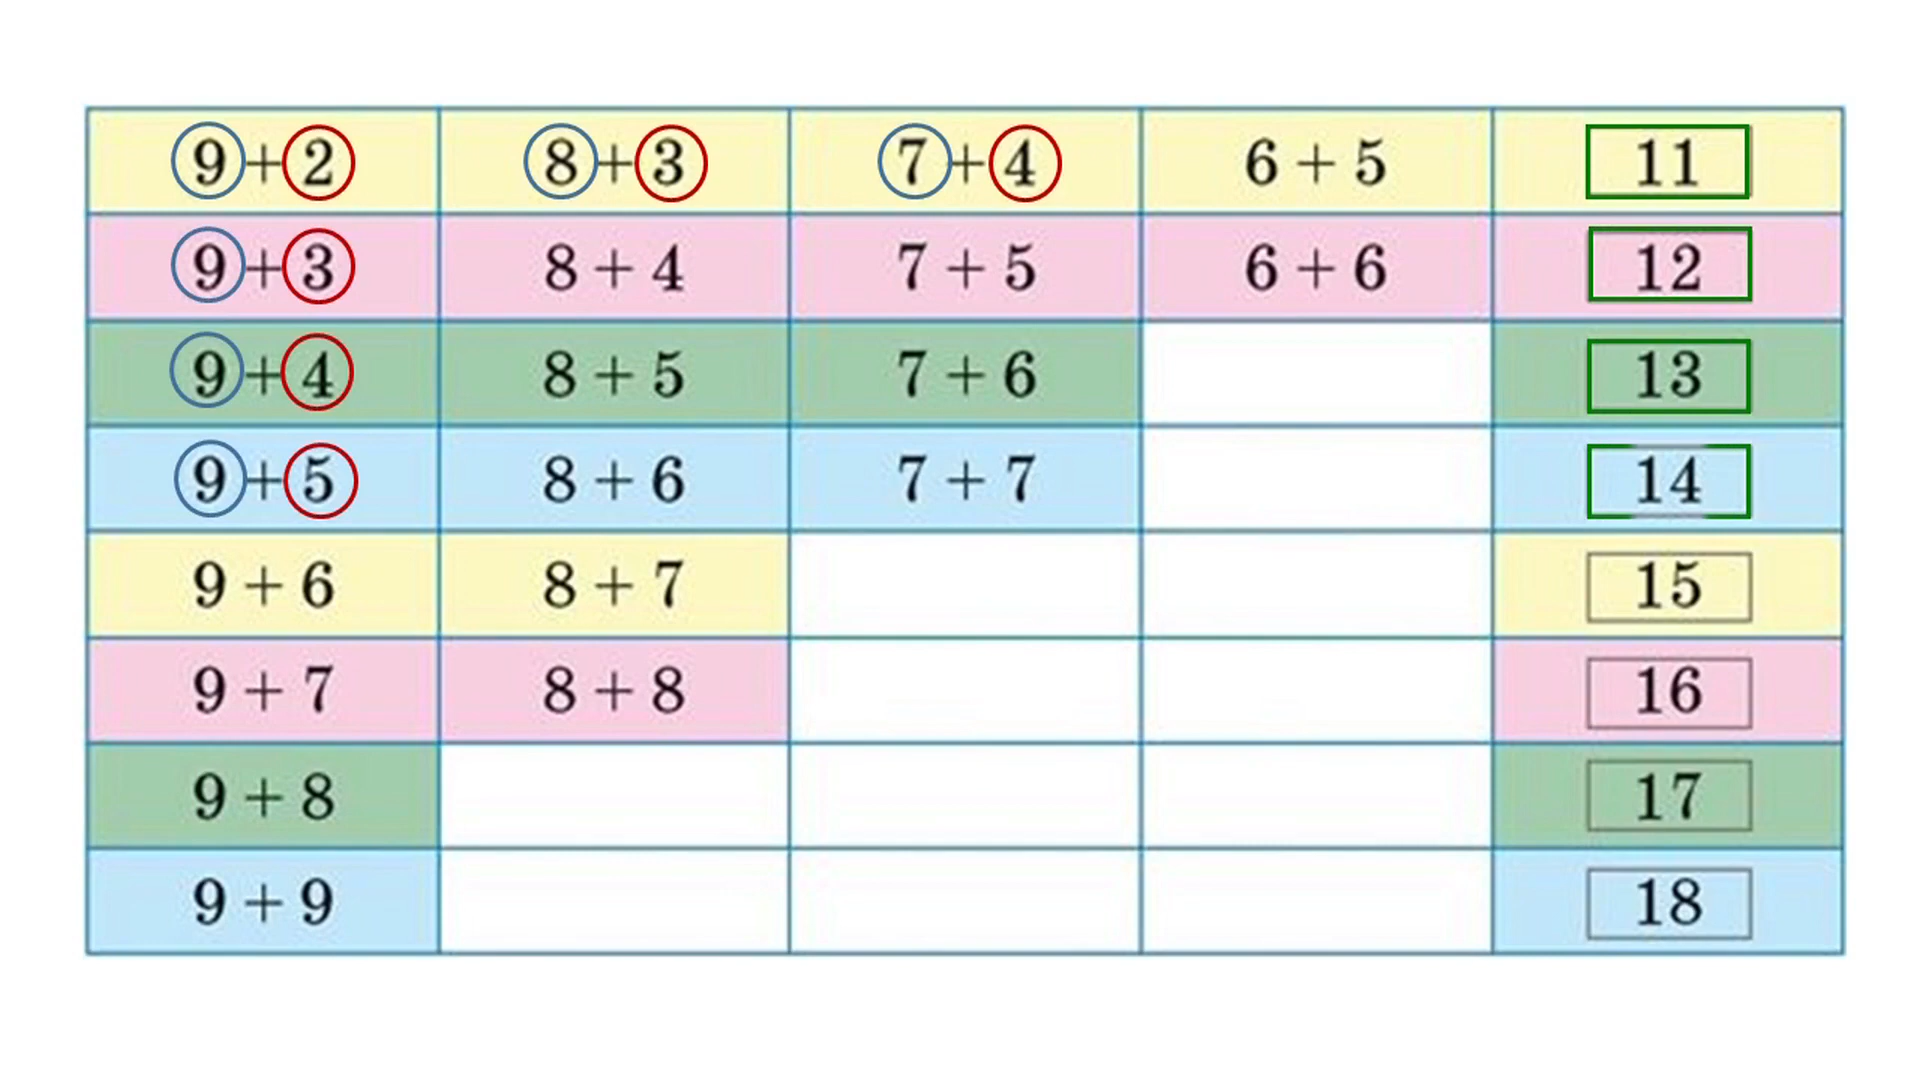 9 + 2 8 + 3 7 + 4 6 + 5 11
9 + 3 8 + 4 7 + 5 6 + 6 12
9 + 4 8 + 5 7 + 6 13
9 + 5 8 + 6 7 + 7 14
9 + 6 8 + 7 15
9 + 7 8 + 8 16
9 + 8 17
9 + 9 18